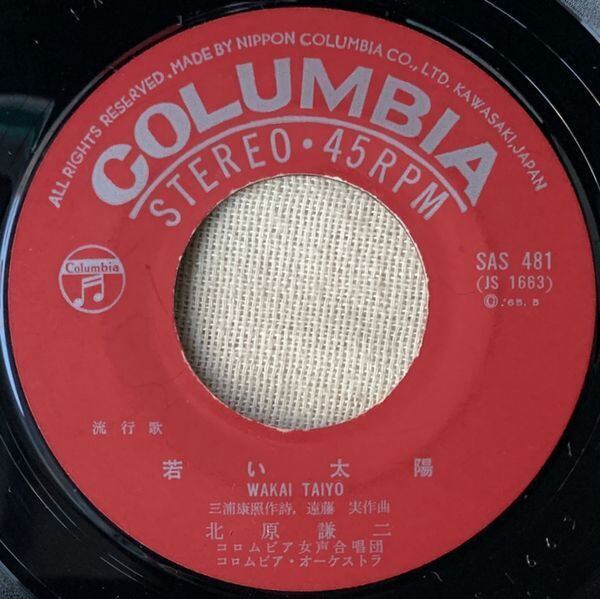 ALL RIGHTS RESERVED. MADE BY NIPPON COLUMBIA CO., LTD. KAWASAKI, JAPAN
COLUMBIA
STEREO・45RPM
Columbia
SAS 481
(JS 1663)
Ⓒ.'65. 5
流行歌
若い太陽
WAKAI TAIYO
三浦康照作詩, 遠藤 実作曲
北原謙二
コロムビア女声合唱団
コロムビア・オーケストラ